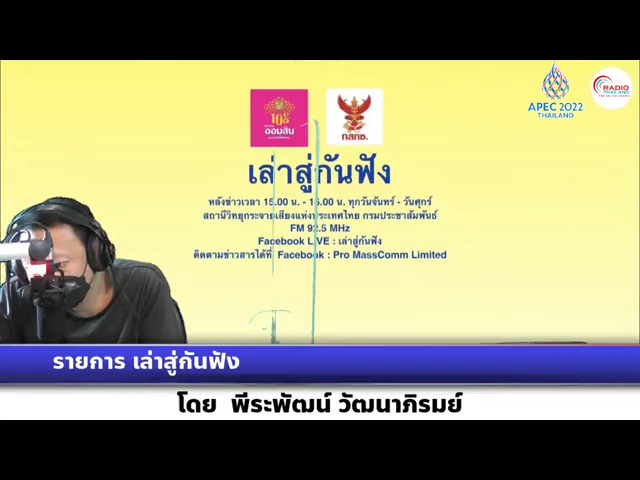 APEC 2022
THAILAND
RADIO
THAILAND
108
ออมสิน
กสทช.
เล่าสู่กันฟัง
หลังข่าวเวลา 15.00 น. - 16.00 น. ทุกวันจันทร์ - วันศุกร์
สถานีวิทยุกระจายเสียงแห่งประเทศไทย กรมประชาสัมพันธ์
FM 92.5 MHz
Facebook LIVE : เล่าสู่กันฟัง
ติดตามข่าวสารได้ที่ Facebook : Pro MassComm Limited
รายการ เล่าสู่กันฟัง
โดย พีระพัฒน์ วัฒนาภิรมย์